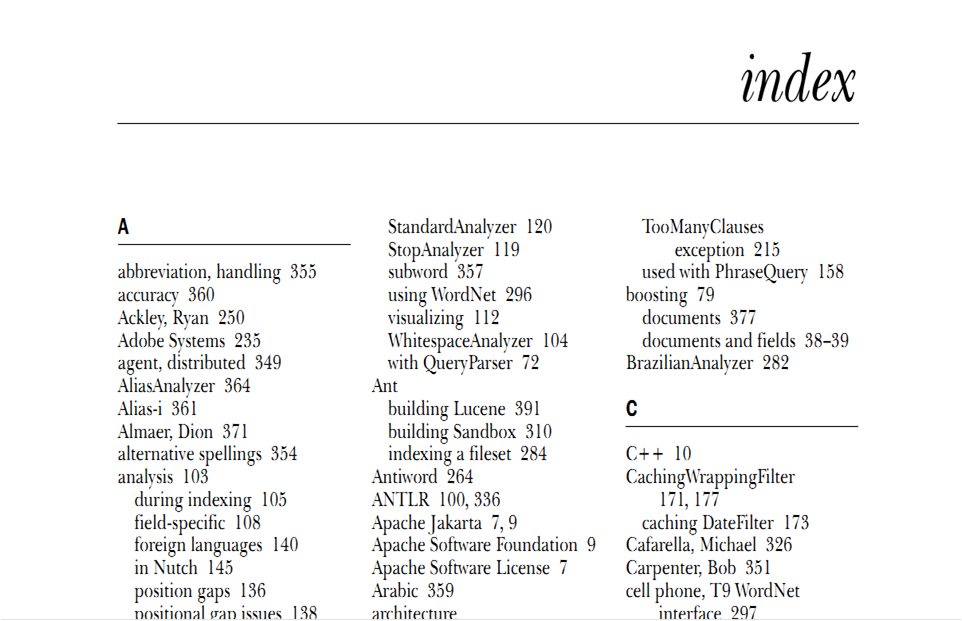 index
A
abbreviation, handling 355
accuracy 360
Ackley, Ryan 250
Adobe Systems 235
agent, distributed 349
AliasAnalyzer 364
Alias-i 361
Almaer, Dion 371
alternative spellings 354
analysis 103
during indexing 105
field-specific 108
foreign languages 140
in Nutch 145
position gaps 136
positional gap issues 138
StandardAnalyzer 120
StopAnalyzer 119
subword 357
using WordNet 296
visualizing 112
WhitespaceAnalyzer 104
with QueryParser 72
Ant
building Lucene 391
building Sandbox 310
indexing a fileset 284
Antiword 264
ANTLR 100, 336
Apache Jakarta 7, 9
Apache Software Foundation 9
Apache Software License 7
Arabic 359
architecture
TooManyClauses
exception 215
used with PhraseQuery 158
boosting 79
documents 377
documents and fields 38–39
BrazilianAnalyzer 282
C
C++ 10
CachingWrappingFilter
171, 177
caching DateFilter 173
Cafarella, Michael 326
Carpenter, Bob 351
cell phone, T9 WordNet
interface 297